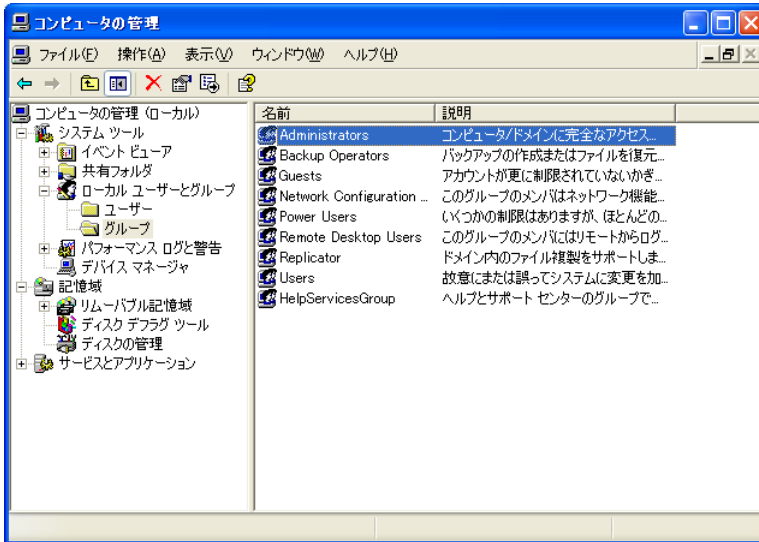 コンピュータの管理
ファイル(F) 操作(A) 表示(V) ウィンドウ(W) ヘルプ(H)
コンピュータの管理 (ローカル)
システム ツール
イベント ビューア
共有フォルダ
ローカル ユーザーとグループ
ユーザー
グループ
パフォーマンス ログと警告
デバイス マネージャ
記憶域
リムーバブル記憶域
ディスク デフラグ ツール
ディスクの管理
サービスとアプリケーション
名前 説明
Administrators コンピュータ/ドメインに完全なアクセス...
Backup Operators バックアップの作成またはファイルを復元...
Guests アカウントが更に制限されていないかぎ...
Network Configuration ... このグループのメンバはネットワーク機能...
Power Users いくつかの制限はありますが、ほとんどの...
Remote Desktop Users このグループのメンバにはリモートからログ...
Replicator ドメイン内のファイル複製をサポートしま...
Users 故意にまたは誤ってシステムに変更を加...
HelpServicesGroup ヘルプとサポート センターのグループで...